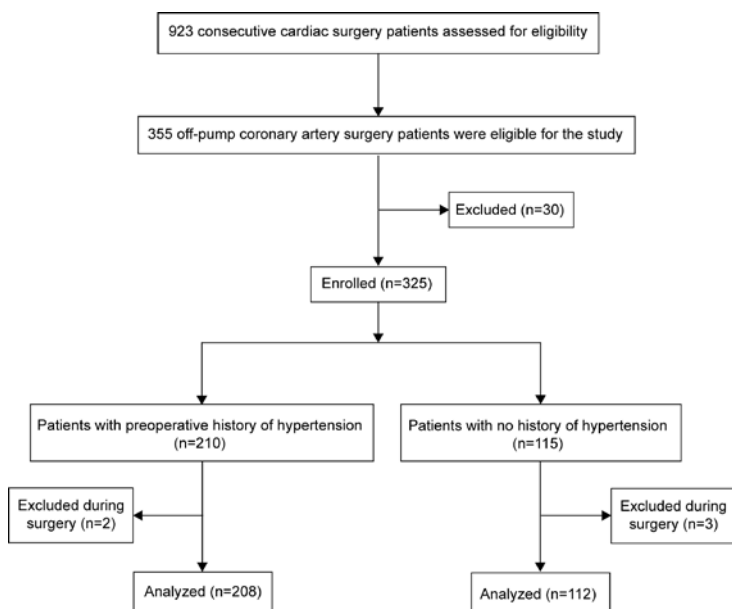 923 consecutive cardiac surgery patients assessed for eligibility
355 off-pump coronary artery surgery patients were eligible for the study
Excluded (n=30)
Enrolled (n=325)
Patients with preoperative history of hypertension
(n=210)
Patients with no history of hypertension
(n=115)
Excluded during
surgery (n=2)
Excluded during
surgery (n=3)
Analyzed (n=208)
Analyzed (n=112)